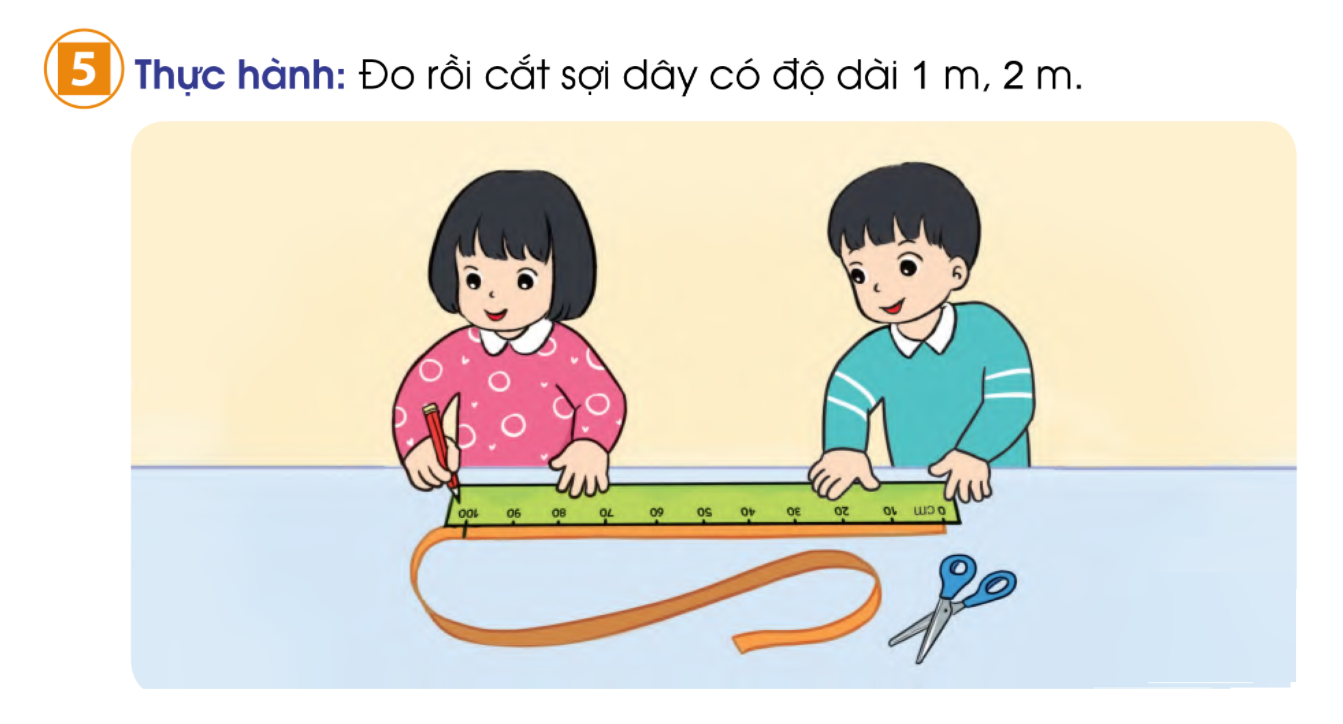 5 Thực hành: Đo rồi cắt sợi dây có độ dài 1 m, 2 m.
100 90 80 70 60 50 40 30 20 10 0 cm